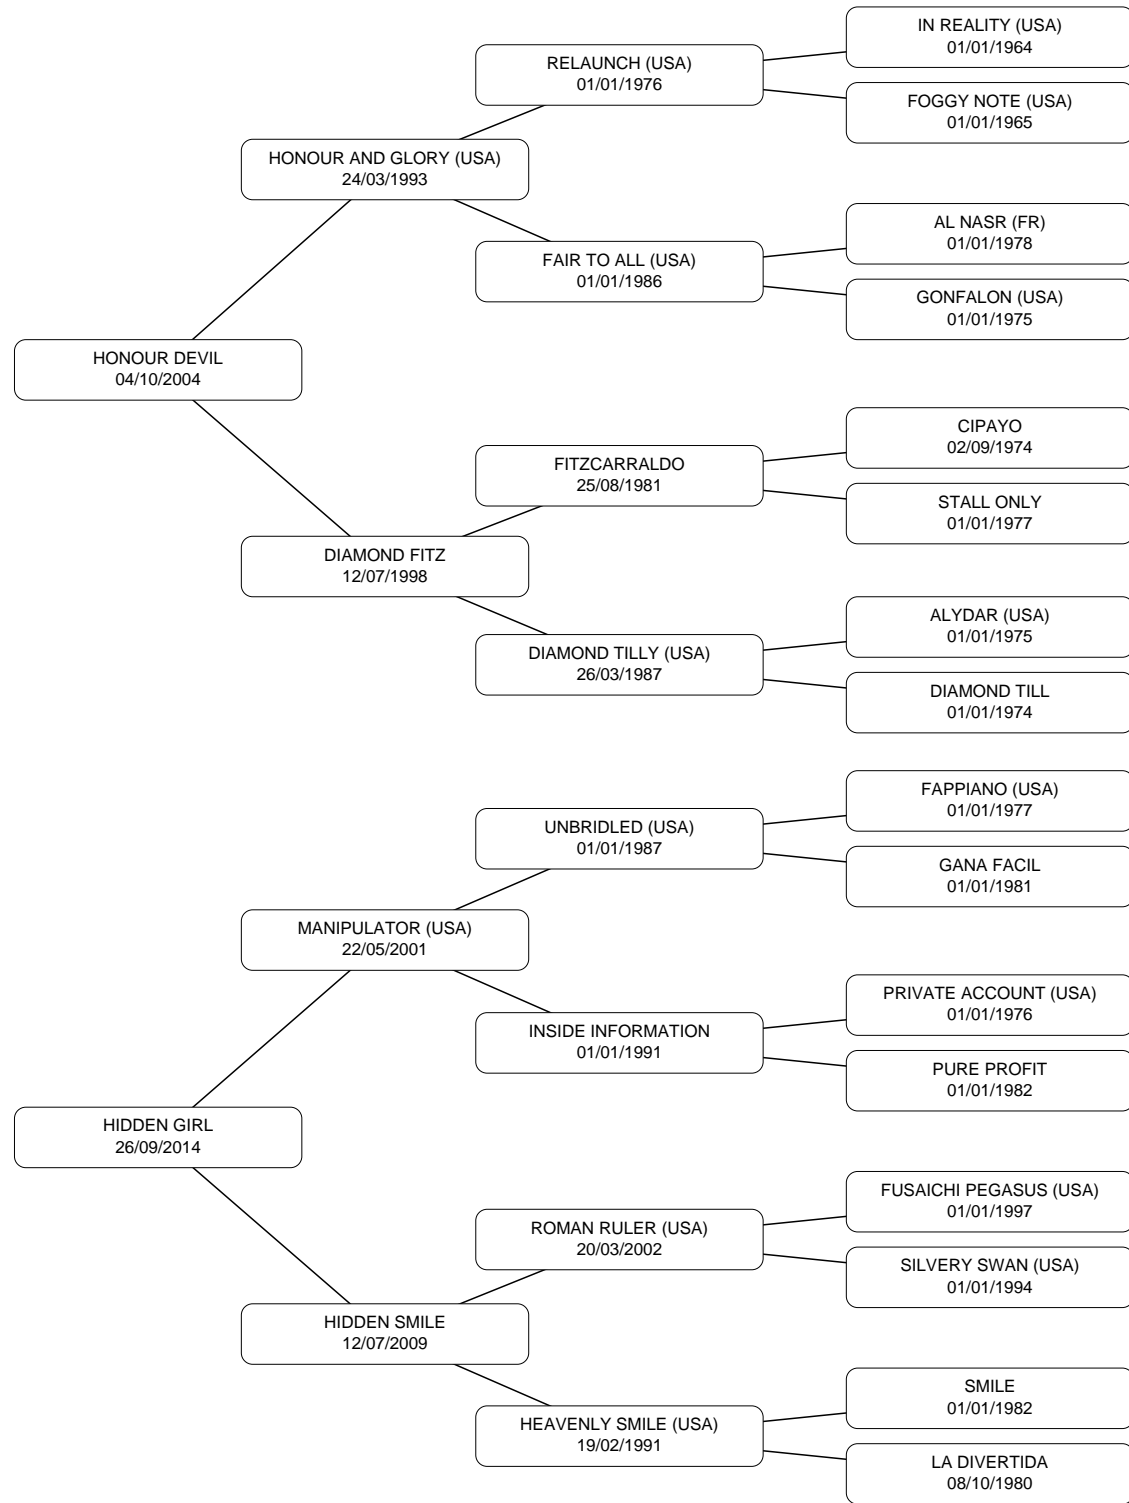 IN REALITY (USA)
01/01/1964
RELAUNCH (USA)
01/01/1976
FOGGY NOTE (USA)
01/01/1965
HONOUR AND GLORY (USA)
24/03/1993
AL NASR (FR)
01/01/1978
FAIR TO ALL (USA)
01/01/1986
GONFALON (USA)
01/01/1975
HONOUR DEVIL
04/10/2004
CIPAYO
02/09/1974
FITZCARRALDO
25/08/1981
STALL ONLY
01/01/1977
DIAMOND FITZ
12/07/1998
ALYDAR (USA)
01/01/1975
DIAMOND TILLY (USA)
26/03/1987
DIAMOND TILL
01/01/1974
FAPPIANO (USA)
01/01/1977
UNBRIDLED (USA)
01/01/1987
GANA FACIL
01/01/1981
MANIPULATOR (USA)
22/05/2001
PRIVATE ACCOUNT (USA)
01/01/1976
INSIDE INFORMATION
01/01/1991
PURE PROFIT
01/01/1982
HIDDEN GIRL
26/09/2014
FUSAICHI PEGASUS (USA)
01/01/1997
ROMAN RULER (USA)
20/03/2002
SILVERY SWAN (USA)
01/01/1994
HIDDEN SMILE
12/07/2009
SMILE
01/01/1982
HEAVENLY SMILE (USA)
19/02/1991
LA DIVERTIDA
08/10/1980